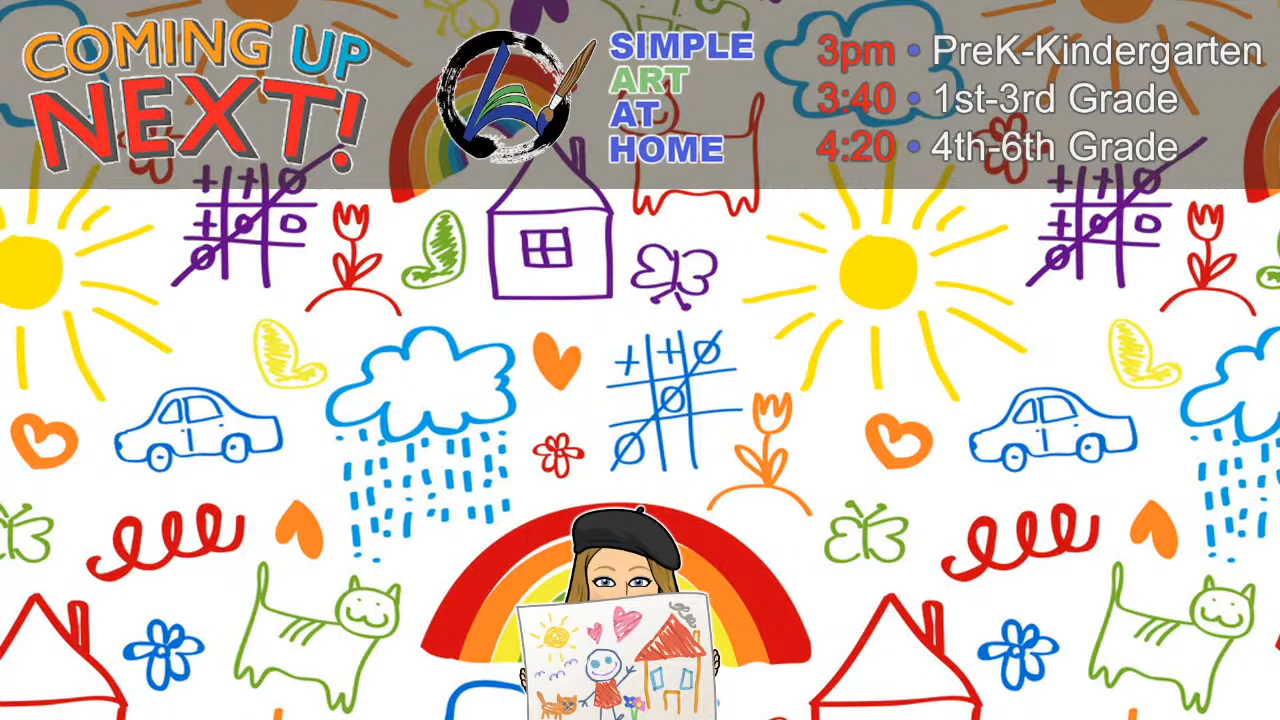 COMING UP
NEXT!
SIMPLE
ART
AT
HOME
3pm • PreK-Kindergarten
3:40 • 1st-3rd Grade
4:20 • 4th-6th Grade